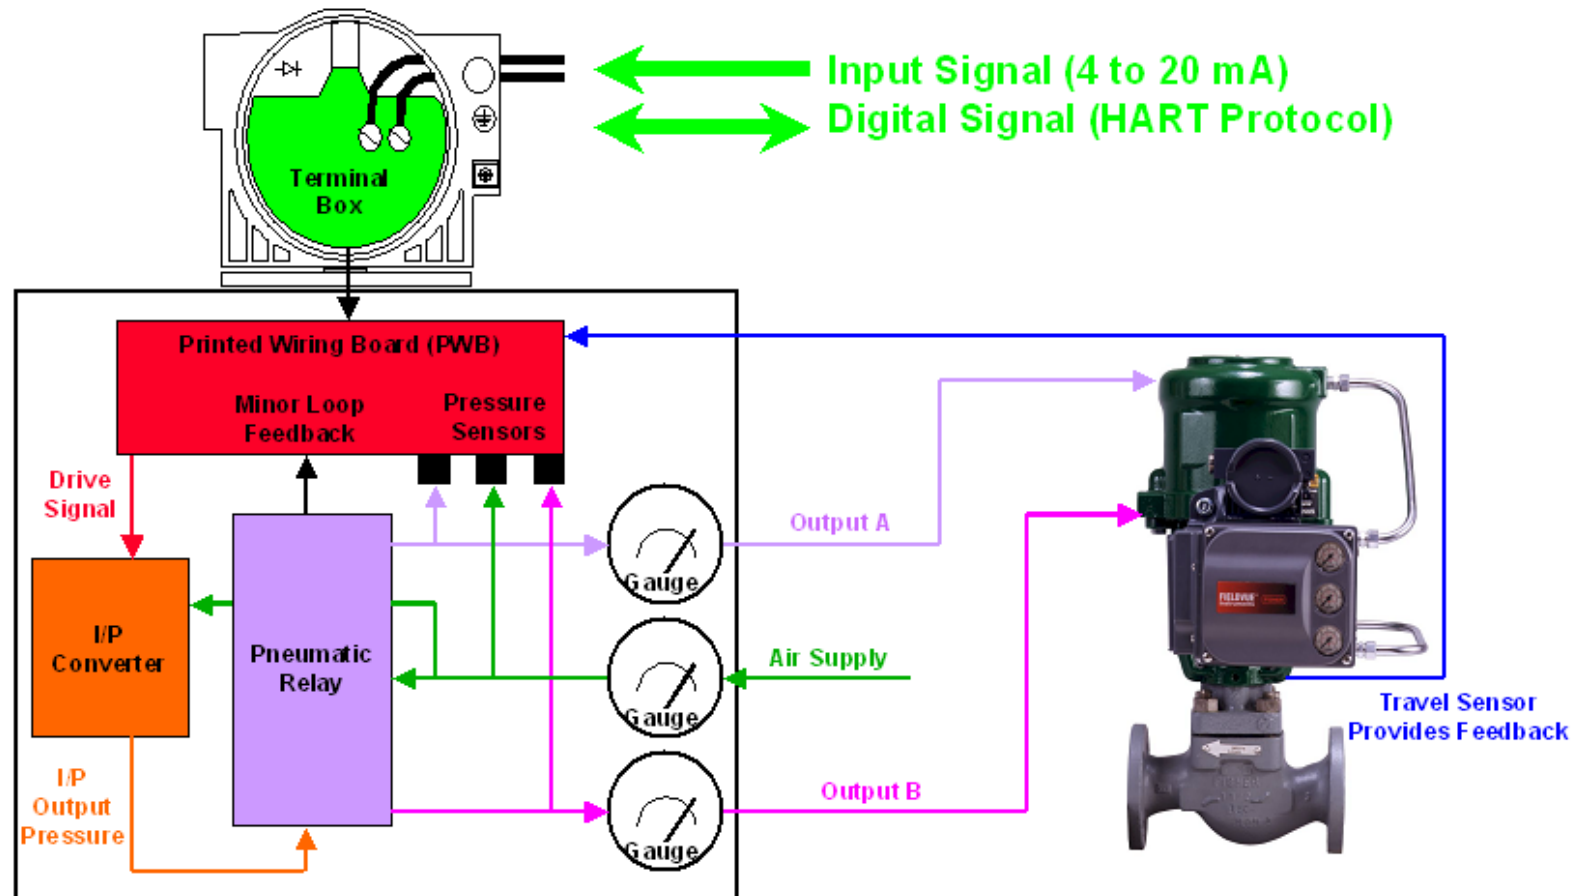 Input Signal (4 to 20 mA)
Digital Signal (HART Protocol)
Terminal
Box
Printed Wiring Board (PWB)
Minor Loop
Feedback
Pressure
Sensors
Drive
Signal
Output A
Gauge
I/P
Converter
Pneumatic
Relay
Air Supply
Gauge
FIELDVUE
Travel Sensor
Provides Feedback
I/P
Output
Pressure
Output B
Gauge
FISHER